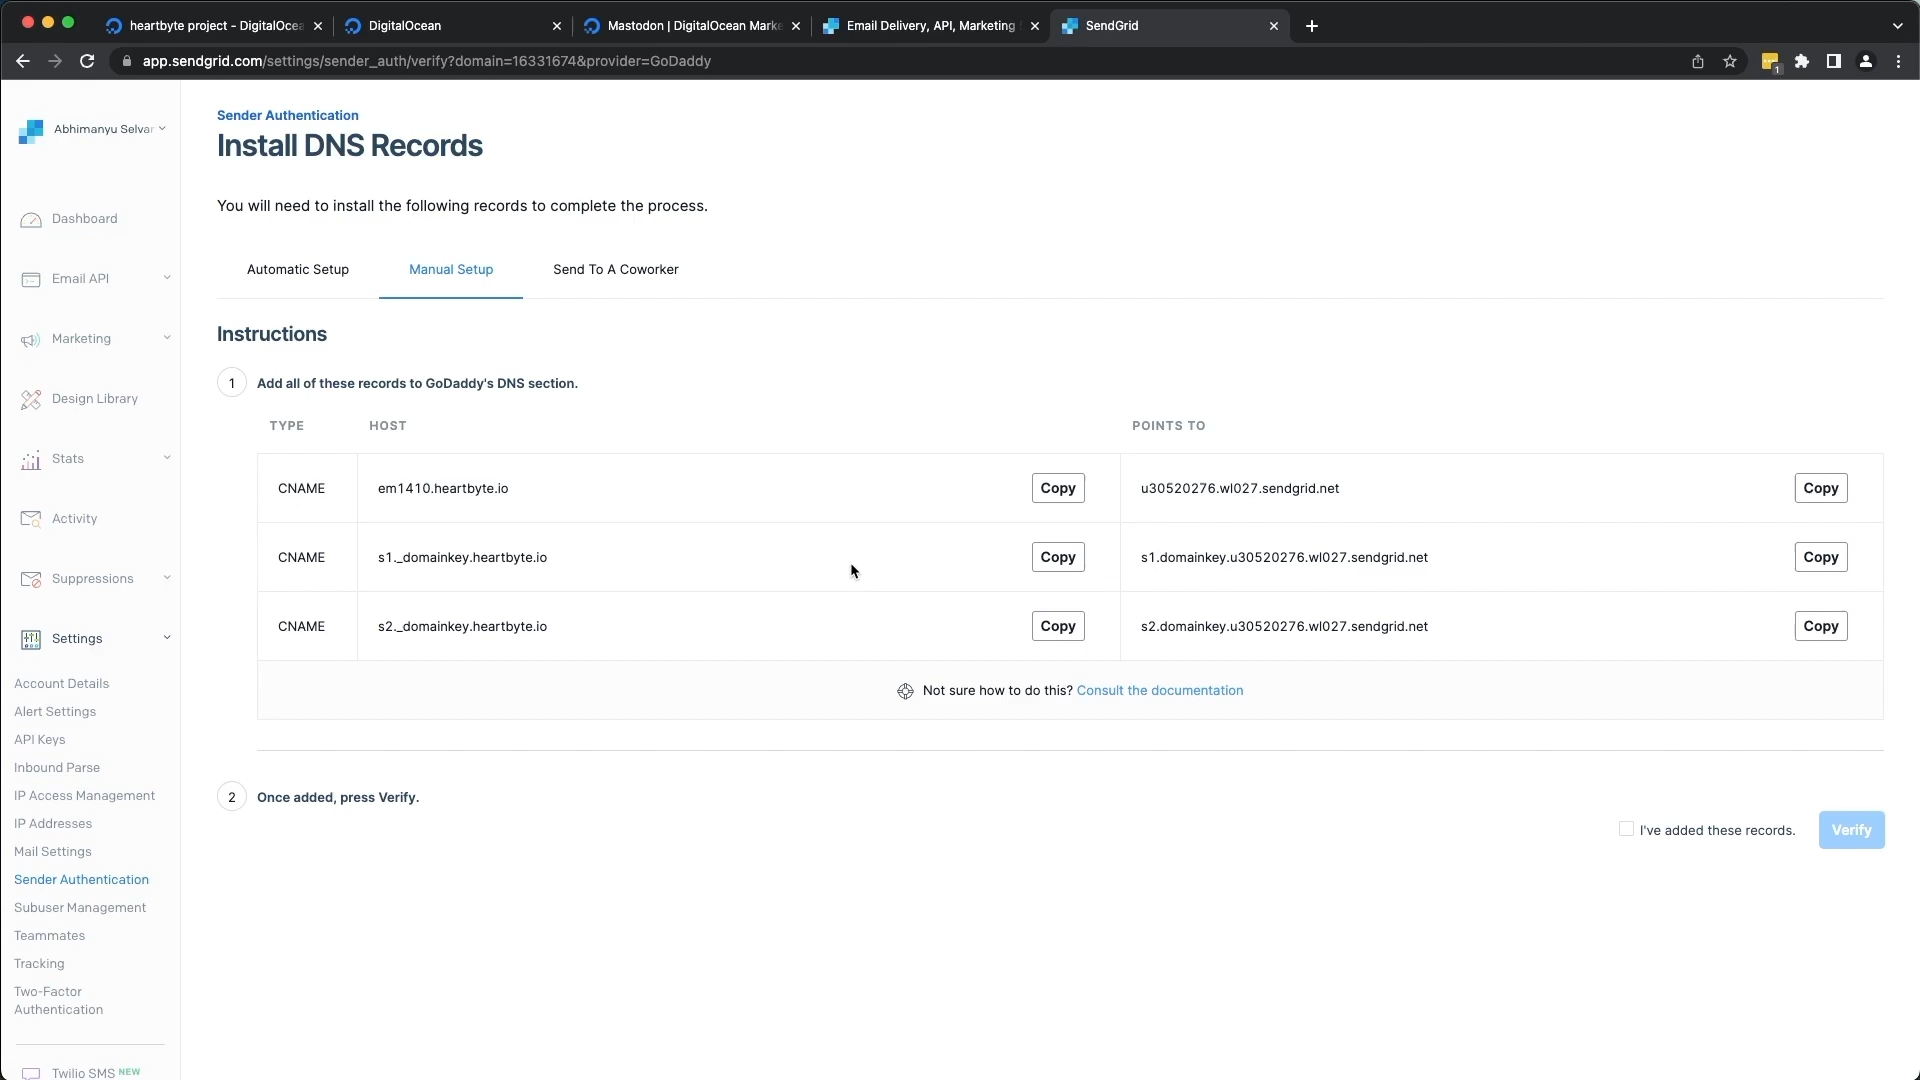 heartbyte project - DigitalOcea
DigitalOcean
Mastodon | DigitalOcean Marke
Email Delivery, API, Marketing
SendGrid
app.sendgrid.com/settings/sender_auth/verify?domain=16331674&provider=GoDaddy
1
Abhimanyu Selvar
Dashboard
Email API
Marketing
Design Library
Stats
Activity
Suppressions
Settings
Account Details
Alert Settings
API Keys
Inbound Parse
IP Access Management
IP Addresses
Mail Settings
Sender Authentication
Subuser Management
Teammates
Tracking
Two-Factor
Authentication
Twilio SMS NEW
Sender Authentication
Install DNS Records
You will need to install the following records to complete the process.
Automatic Setup
Manual Setup
Send To A Coworker
Instructions
1 Add all of these records to GoDaddy's DNS section.
TYPE HOST POINTS TO
CNAME em1410.heartbyte.io Copy u30520276.wl027.sendgrid.net Copy
CNAME s1._domainkey.heartbyte.io Copy s1.domainkey.u30520276.wl027.sendgrid.net Copy
CNAME s2._domainkey.heartbyte.io Copy s2.domainkey.u30520276.wl027.sendgrid.net Copy
Not sure how to do this? Consult the documentation
2 Once added, press Verify.
I've added these records. Verify